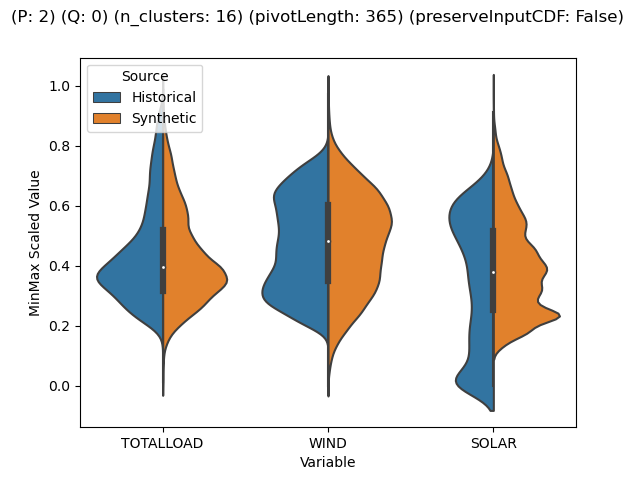 (P: 2) (Q: 0) (n_clusters: 16) (pivotLength: 365) (preserveInputCDF: False)
Source
Historical
Synthetic
MinMax Scaled Value
1.0
0.8
0.6
0.4
0.2
0.0
TOTALLOAD WIND SOLAR
Variable